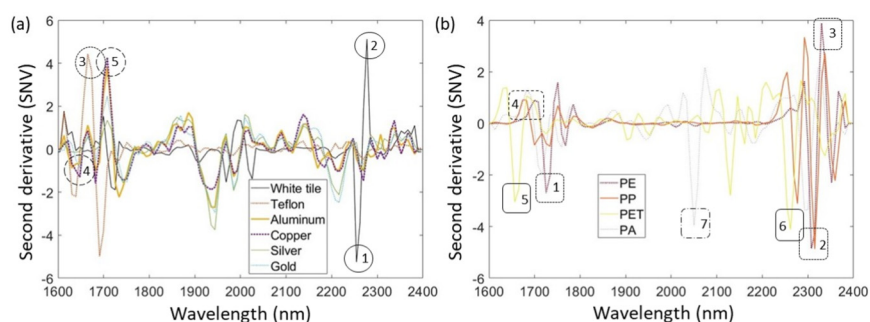 (a)
Second derivative (SNV)
6
4
2
0
-2
-4
-6
3
5
2
4
1
White tile
Teflon
Aluminum
Copper
Silver
Gold
1600 1700 1800 1900 2000 2100 2200 2300 2400
Wavelength (nm)
(b)
Second derivative (SNV)
4
2
0
-2
-4
-6
3
4
1
5
7
6
2
PE
PP
PET
PA
1600 1700 1800 1900 2000 2100 2200 2300 2400
Wavelength (nm)